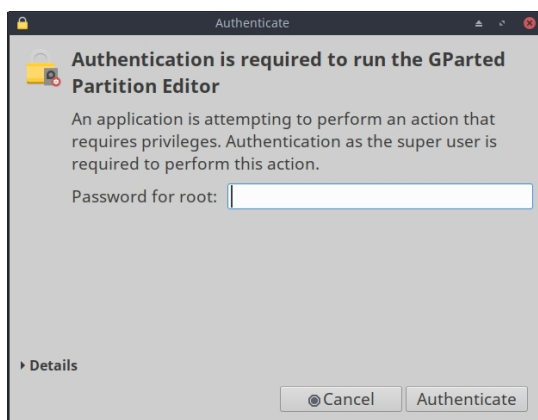 Authenticate
Authentication is required to run the GParted
Partition Editor
An application is attempting to perform an action that
requires privileges. Authentication as the super user is
required to perform this action.
Password for root:
Details
Cancel
Authenticate